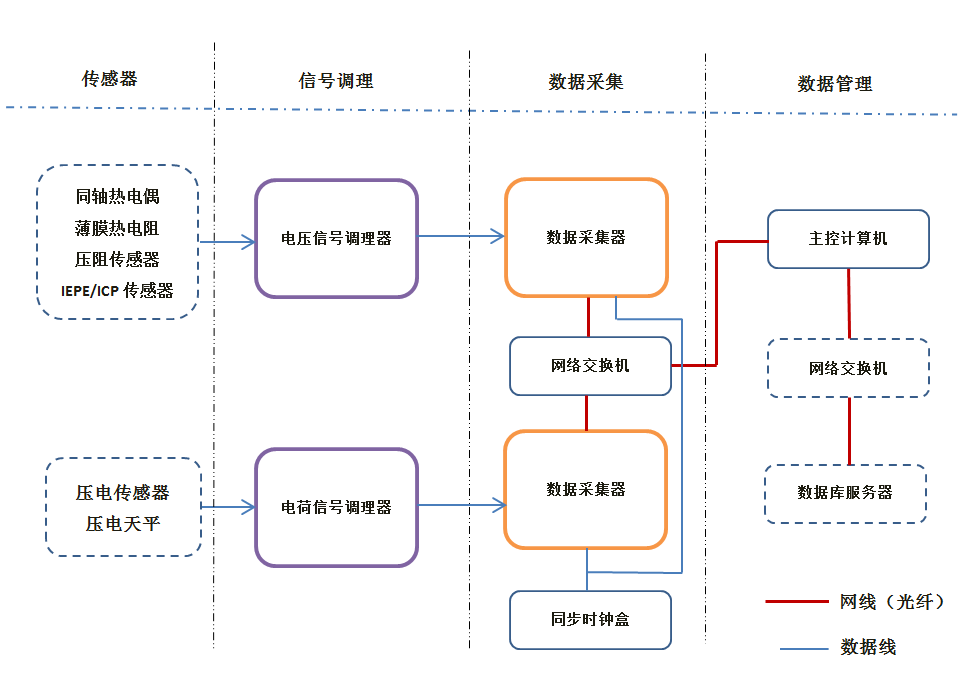 传感器
信号调理
数据采集
数据管理
同轴热电偶
薄膜热电阻
压阻传感器
IEPE/ICP 传感器
电压信号调理器
数据采集器
主控计算机
网络交换机
网络交换机
压电传感器
压电天平
电荷信号调理器
数据采集器
数据库服务器
同步时钟盒
网线（光纤）
数据线